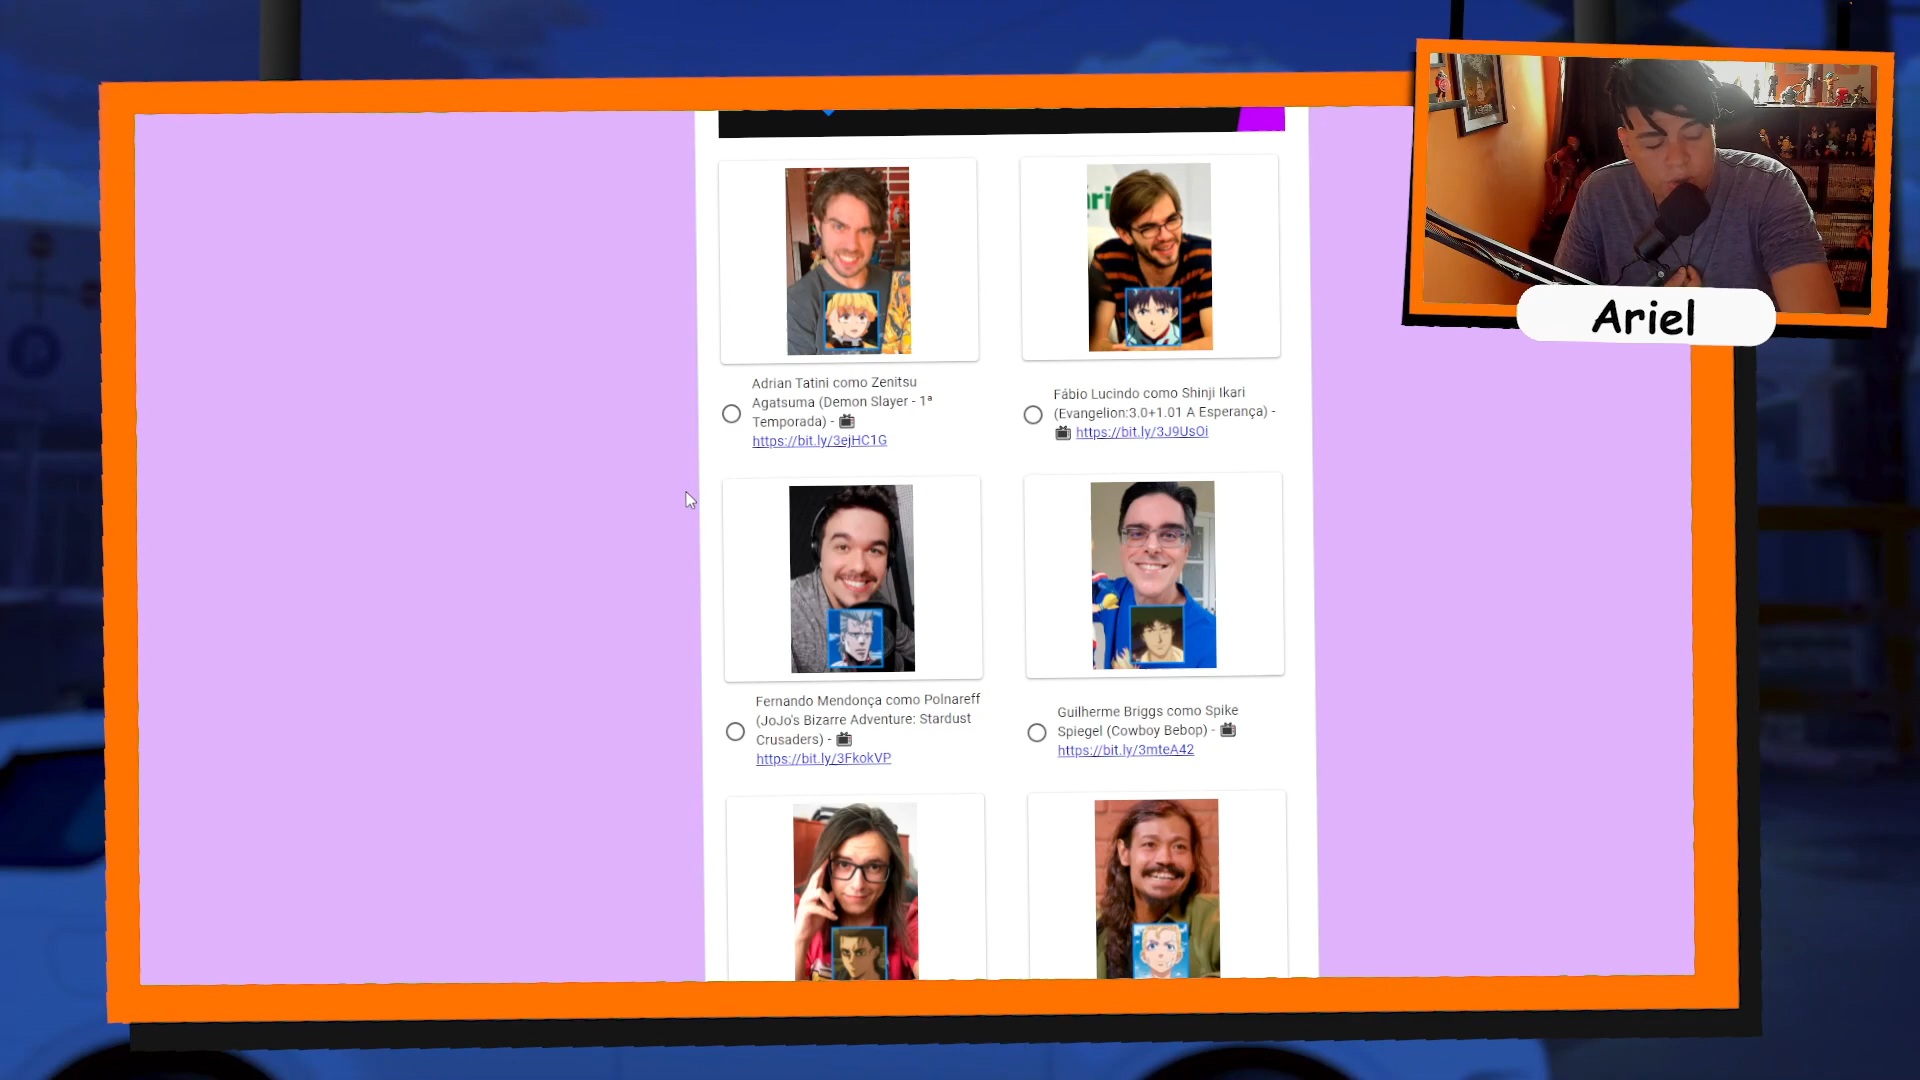 Adrian Tatini como Zenitsu
Agatsuma (Demon Slayer - 1ª
Temporada) - 📺
https://bit.ly/3ejHC1G
Fábio Lucindo como Shinji Ikari
(Evangelion:3.0+1.01 A Esperança) -
📺 https://bit.ly/3J9UsOi
Fernando Mendonça como Polnareff
(JoJo's Bizarre Adventure: Stardust
Crusaders) - 📺
https://bit.ly/3FkokVP
Guilherme Briggs como Spike
Spiegel (Cowboy Bebop) - 📺
https://bit.ly/3mteA42
Ariel